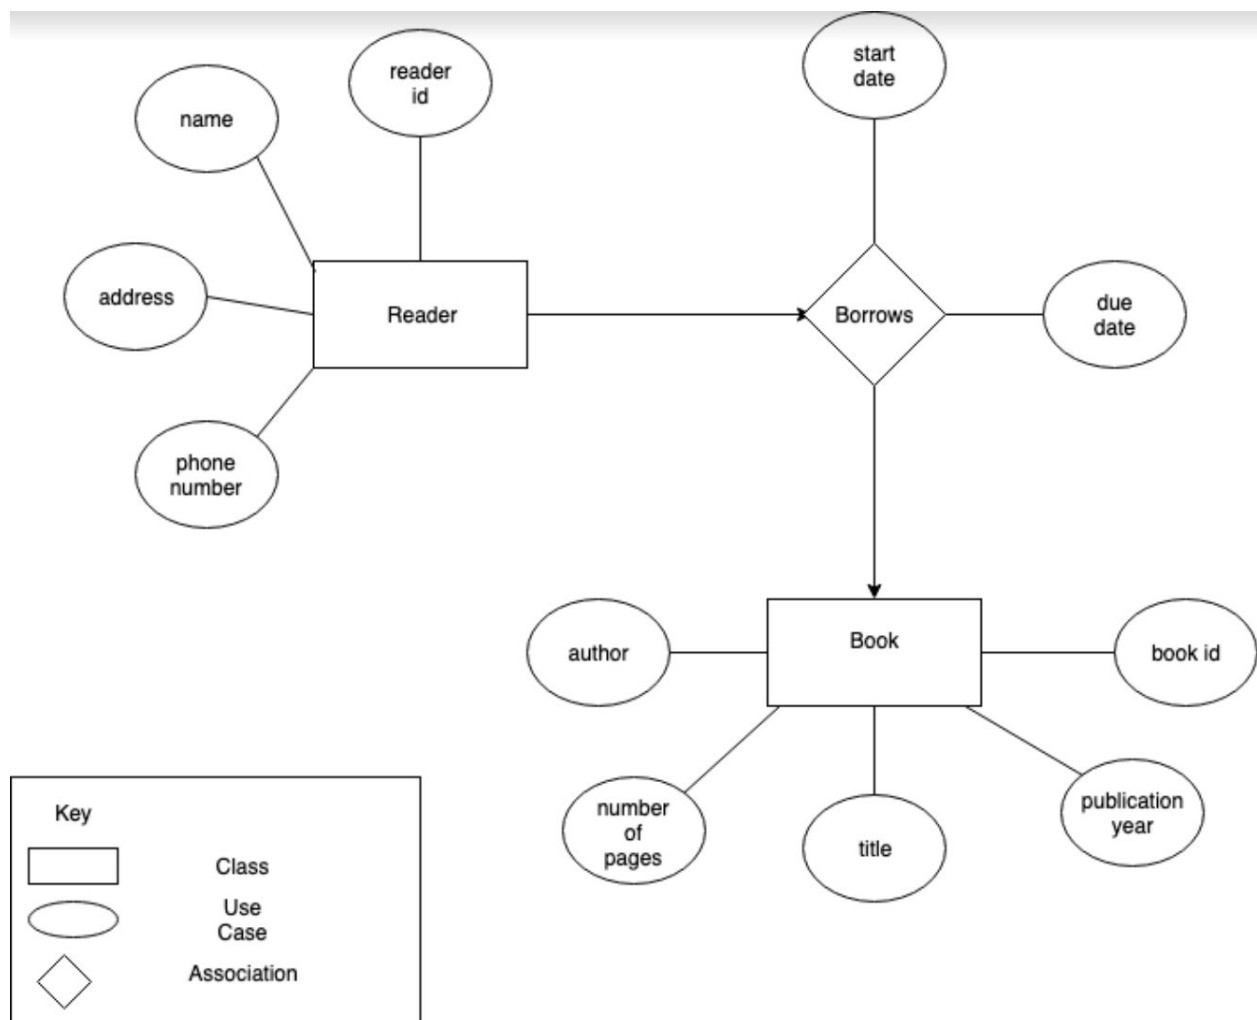 start
date
reader
id
name
address
Reader
Borrows
due
date
phone
number
author
Book
book id
number
of
pages
title
publication
year
Key
Class
Use
Case
Association